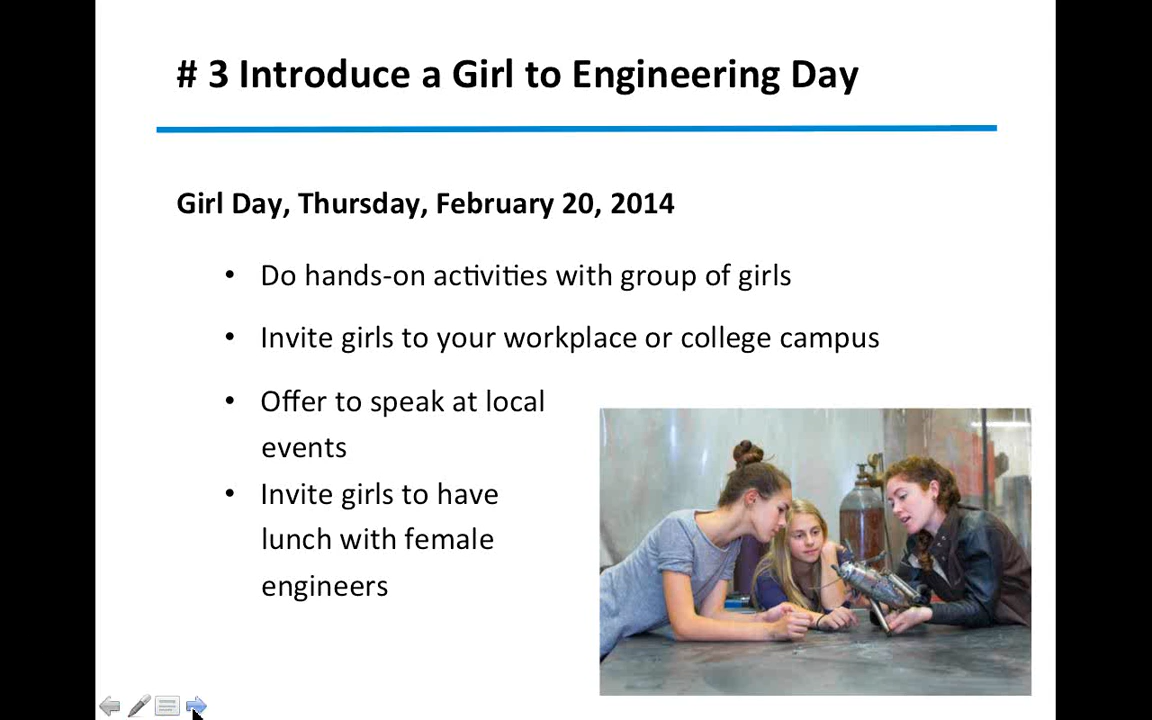 # 3 Introduce a Girl to Engineering Day
Girl Day, Thursday, February 20, 2014
• Do hands-on activities with group of girls
• Invite girls to your workplace or college campus
• Offer to speak at local
events
• Invite girls to have
lunch with female
engineers